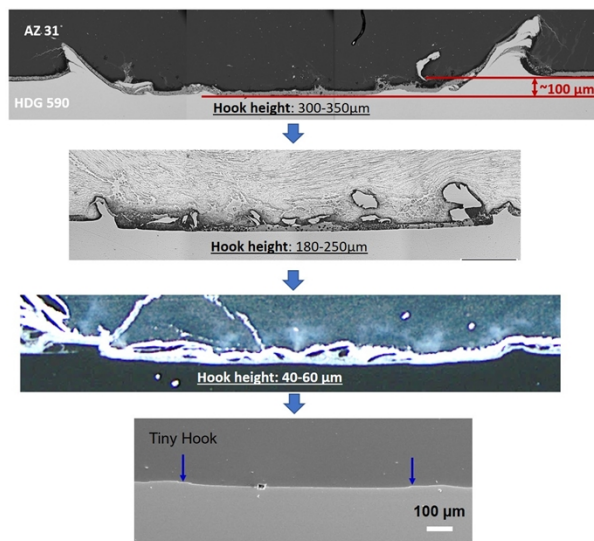 AZ 31
~100 µm
HDG 590
Hook height: 300-350µm
Hook height: 180-250µm
Hook height: 40-60 µm
Tiny Hook
100 µm